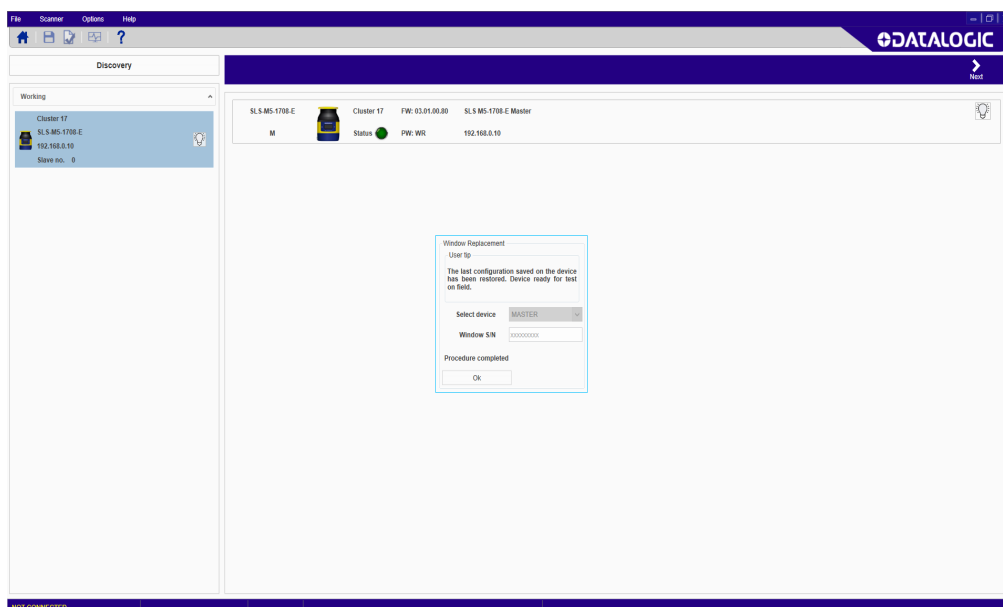 File Scanner Options Help
DATALOGIC
Discovery
Next
Working
Cluster 17
SLS-M5-1708-E
192.168.0.10
Slave no. 0
SLS-M5-1708-E Cluster 17 FW: 03.01.00.80 SLS M5-1708-E Master
M Status PW: WR 192.168.0.10
Window Replacement
User tip
The last configuration saved on the device
has been restored. Device ready for test
on field.
Select device MASTER
Window S/N xxxxxxxxx
Procedure completed
Ok
NOT CONNECTED